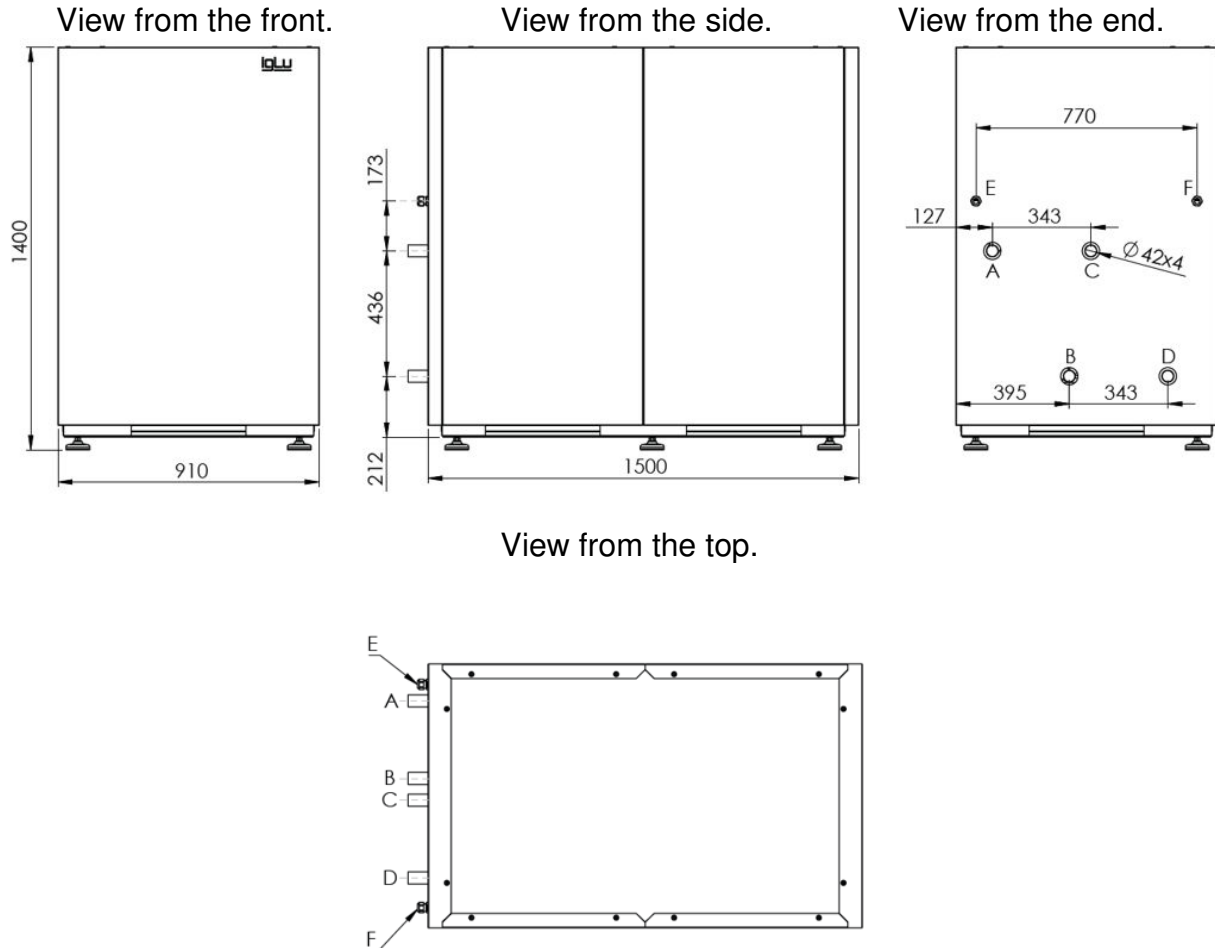 View from the front.
View from the side.
View from the end.
igLu
1400
910
173
436
212
1500
770
E
F
127
343
A
C
Ø 42x4
B
D
395
343
View from the top.
E
A
B
C
D
F